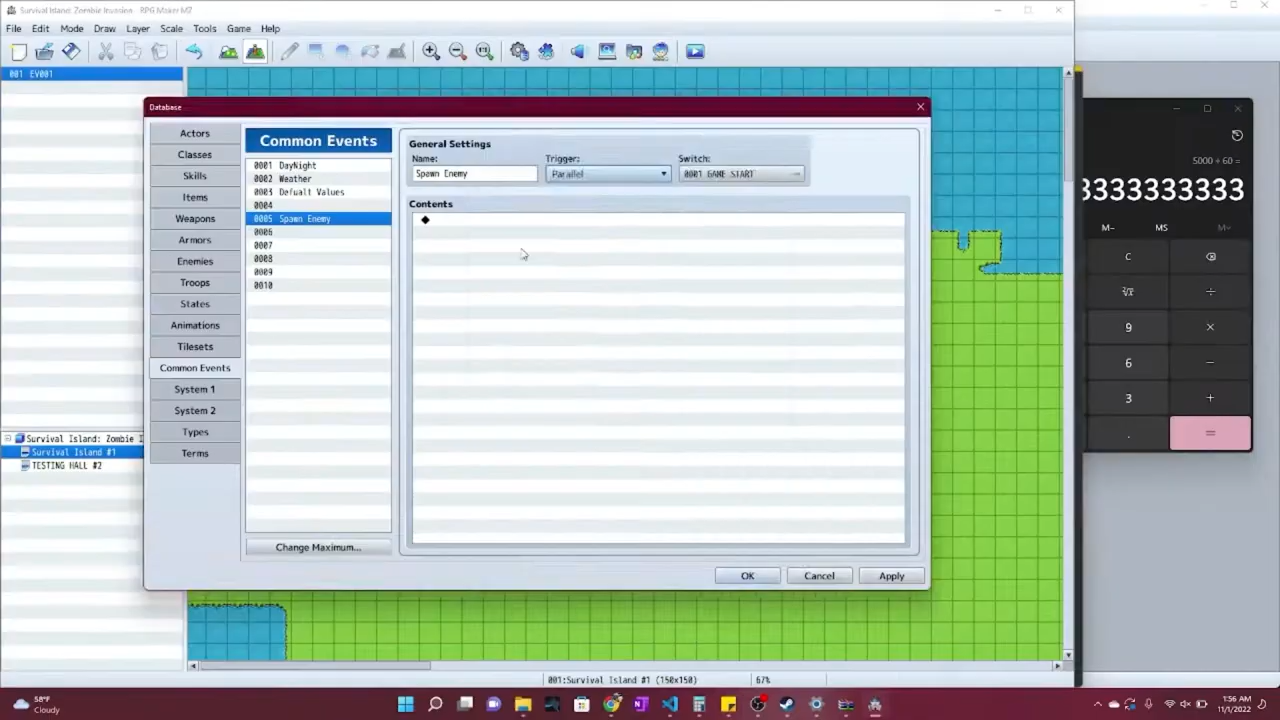 Survival Island: Zombie Invasion - RPG Maker MZ
File Edit Mode Draw Layer Scale Tools Game Help
001 EV001
Database
Actors
Classes
Skills
Items
Weapons
Armors
Enemies
Troops
States
Animations
Tilesets
Common Events
System 1
System 2
Types
Terms
Common Events
0001 DayNight
0002 Weather
0003 Defualt Values
0004
0005 Spawn Enemy
0006
0007
0008
0009
0010
Change Maximum...
General Settings
Name: Trigger: Switch:
Spawn Enemy Parallel 0001 GAME START
Contents
OK Cancel Apply
Survival Island: Zombie I
Survival Island #1
TESTING HALL #2
001:Survival Island #1 (150x150) 67%
5000 ÷ 60 =
3333333333
M- MS M˅
C
²√x ÷
9 ×
6 −
3 +
. =
58°F
Cloudy
1:56 AM
11/1/2022